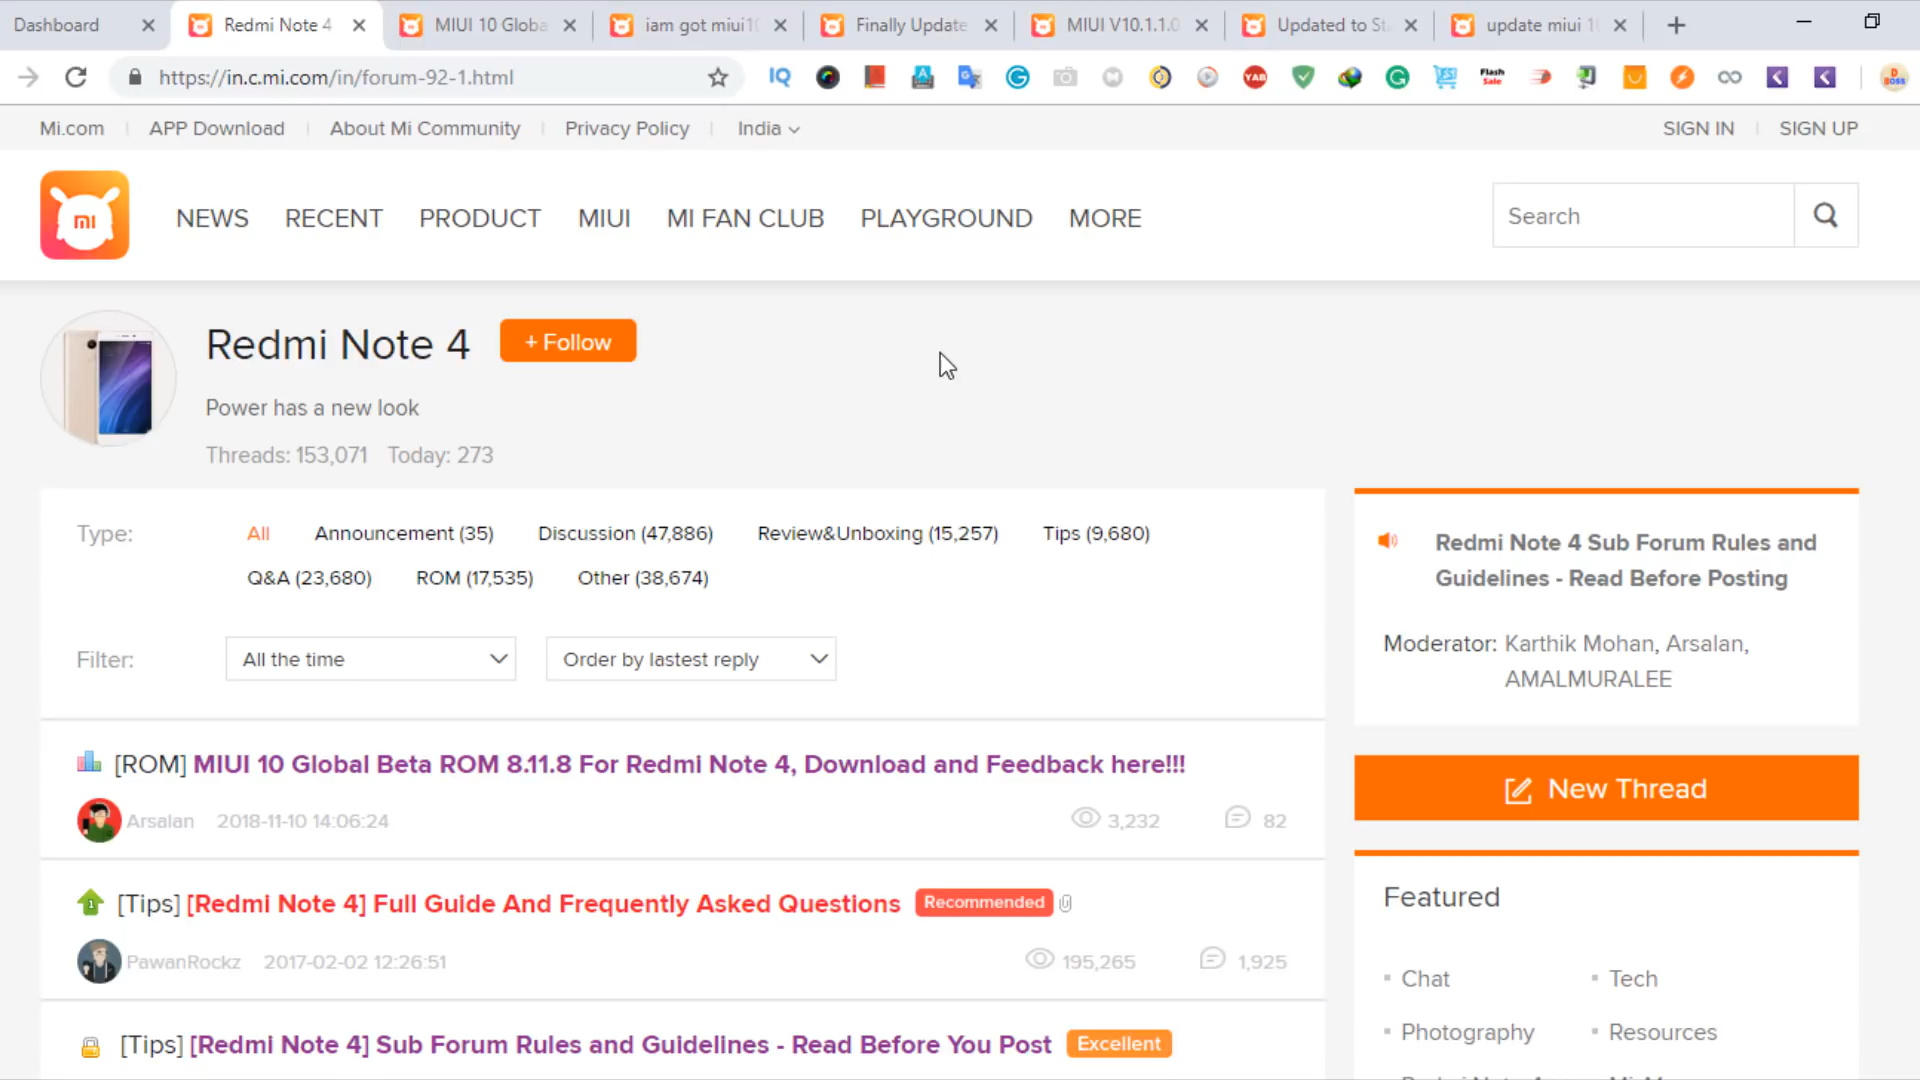 Dashboard
Redmi Note 4
MIUI 10 Globa
iam got miui1
Finally Update
MIUI V10.1.1.0
Updated to St
update miui 1
https://in.c.mi.com/in/forum-92-1.html
IQ
YAB
YES!
Flash
Sale
D
BOSS
Mi.com
APP Download
About Mi Community
Privacy Policy
India
SIGN IN
SIGN UP
mi
NEWS
RECENT
PRODUCT
MIUI
MI FAN CLUB
PLAYGROUND
MORE
Search
Redmi Note 4
+ Follow
Power has a new look
Threads: 153,071 Today: 273
Type:
All
Announcement (35)
Discussion (47,886)
Review&Unboxing (15,257)
Tips (9,680)
Q&A (23,680)
ROM (17,535)
Other (38,674)
Filter:
All the time
Order by lastest reply
[ROM] MIUI 10 Global Beta ROM 8.11.8 For Redmi Note 4, Download and Feedback here!!!
Arsalan 2018-11-10 14:06:24
3,232
82
[Tips] [Redmi Note 4] Full Guide And Frequently Asked Questions Recommended
PawanRockz 2017-02-02 12:26:51
195,265
1,925
[Tips] [Redmi Note 4] Sub Forum Rules and Guidelines - Read Before You Post Excellent
Redmi Note 4 Sub Forum Rules and
Guidelines - Read Before Posting
Moderator: Karthik Mohan, Arsalan,
AMALMURALEE
New Thread
Featured
Chat
Tech
Photography
Resources